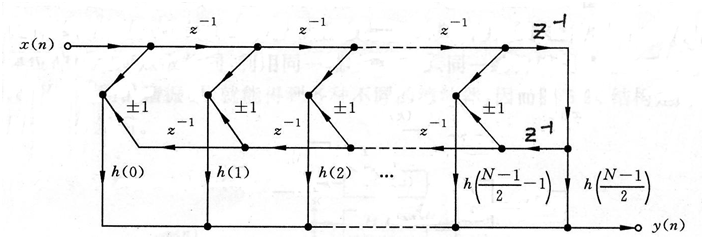 z⁻¹ z⁻¹ z⁻¹ z⁻¹ z⁻¹
x(n)
±1 ±1 ±1 ±1
z⁻¹ z⁻¹ z⁻¹ z⁻¹
h(0) h(1) h(2) ... h(N-1/2 - 1) h(N-1/2)
y(n)